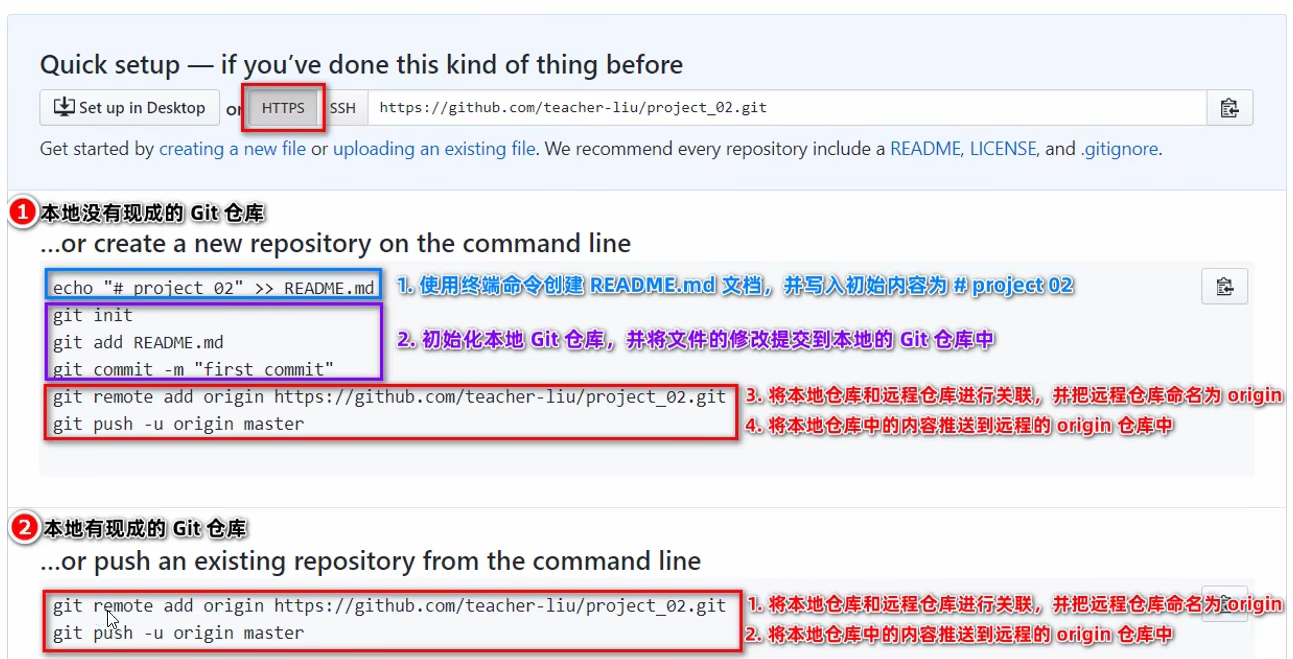 Quick setup — if you've done this kind of thing before
Set up in Desktop or HTTPS SSH https://github.com/teacher-liu/project_02.git
Get started by creating a new file or uploading an existing file. We recommend every repository include a README, LICENSE, and .gitignore.
1 本地没有现成的 Git 仓库
...or create a new repository on the command line
echo "# project_02" >> README.md 1. 使用终端命令创建 README.md 文档，并写入初始内容为 # project 02
git init
git add README.md 2. 初始化本地 Git 仓库，并将文件的修改提交到本地的 Git 仓库中
git commit -m "first commit"
git remote add origin https://github.com/teacher-liu/project_02.git 3. 将本地仓库和远程仓库进行关联，并把远程仓库命名为 origin
git push -u origin master 4. 将本地仓库中的内容推送到远程的 origin 仓库中
2 本地有现成的 Git 仓库
...or push an existing repository from the command line
git remote add origin https://github.com/teacher-liu/project_02.git 1. 将本地仓库和远程仓库进行关联，并把远程仓库命名为 origin
git push -u origin master 2. 将本地仓库中的内容推送到远程的 origin 仓库中